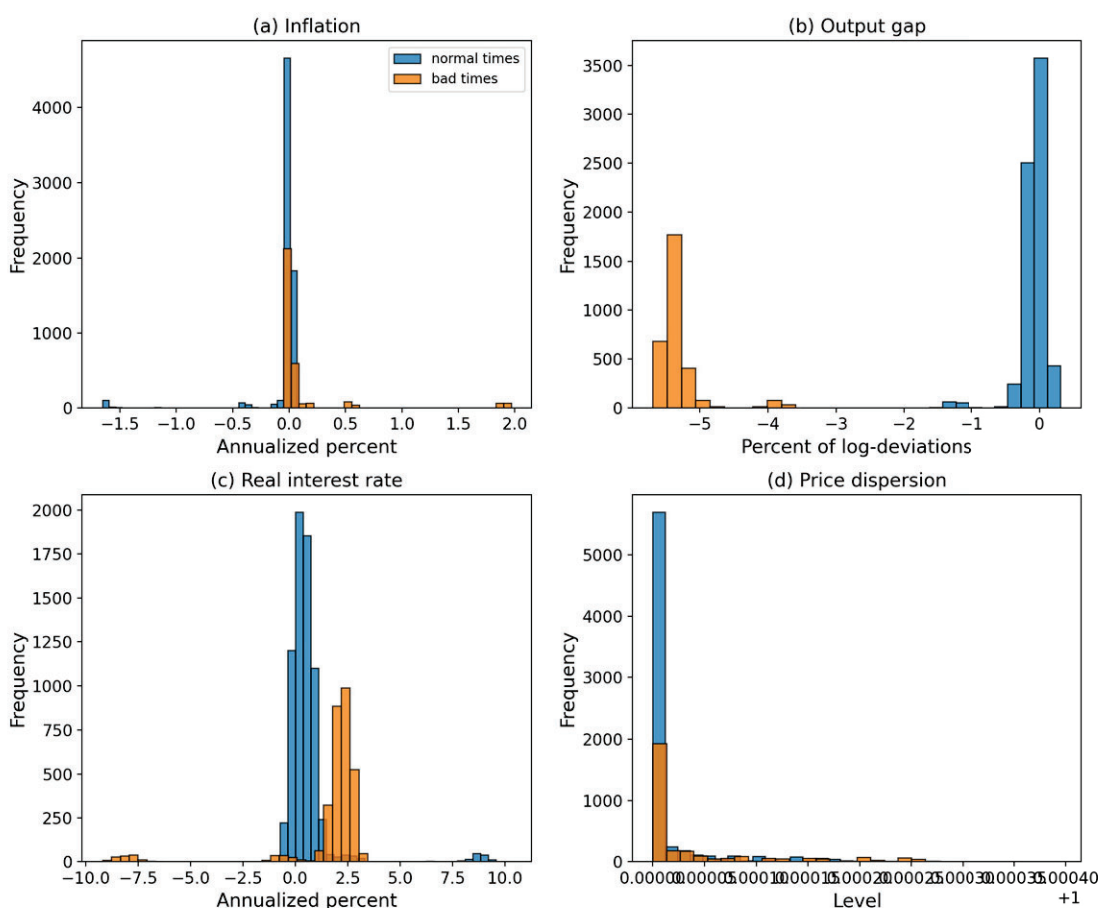 (a) Inflation
normal times
bad times
Frequency
4000
3000
2000
1000
0
−1.5 −1.0 −0.5 0.0 0.5 1.0 1.5 2.0
Annualized percent
(b) Output gap
Frequency
3500
3000
2500
2000
1500
1000
500
0
−5 −4 −3 −2 −1 0
Percent of log-deviations
(c) Real interest rate
Frequency
2000
1750
1500
1250
1000
750
500
250
0
−10.0 −7.5 −5.0 −2.5 0.0 2.5 5.0 7.5 10.0
Annualized percent
(d) Price dispersion
Frequency
5000
4000
3000
2000
1000
0
Level
+1